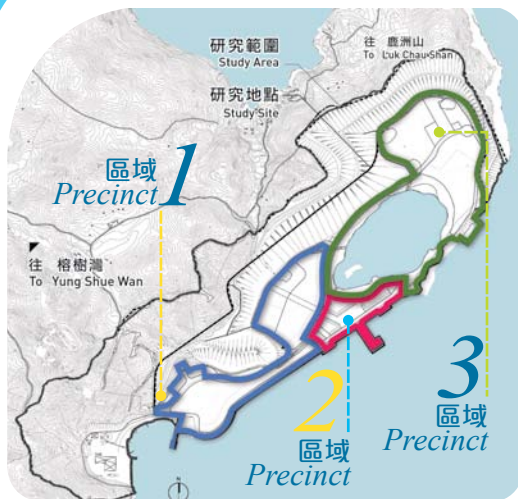 研究範圍
Study Area
往 鹿洲山
To Luk Chau Shan
研究地點
Study Site
區域
Precinct 1
往 榕樹灣
To Yung Shue Wan
2
區域
Precinct
3
區域
Precinct